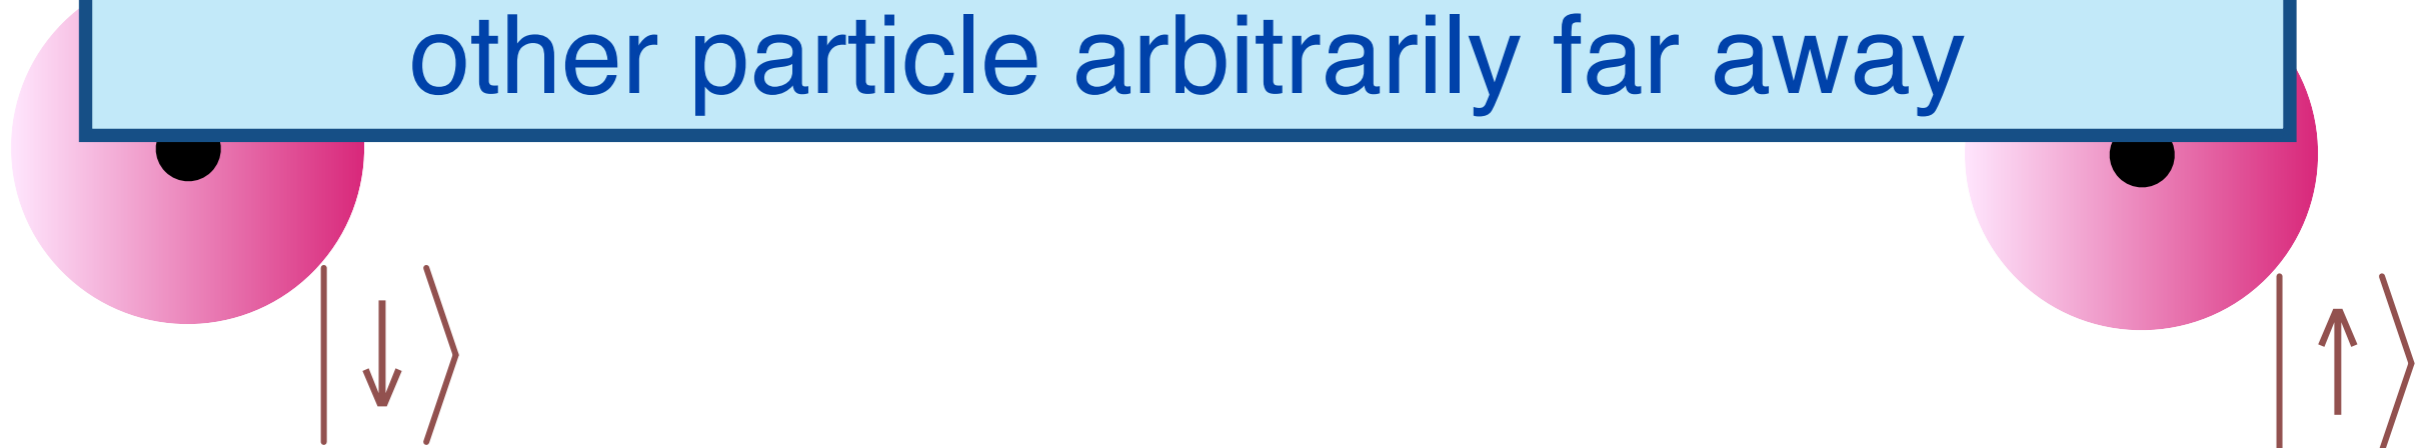 other particle arbitrarily far away
|↓⟩ |↑⟩